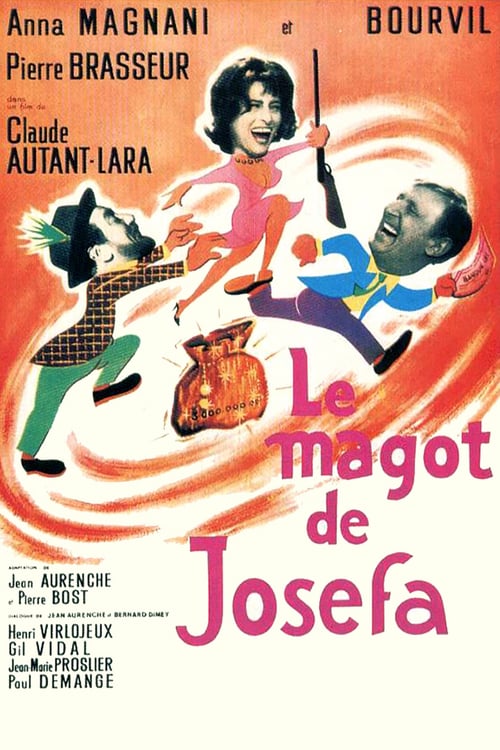 Anna MAGNANI et BOURVIL
Pierre BRASSEUR
dans
un film de
Claude
AUTANT-LARA
Le
magot
de
Josefa
ADAPTATION DE
Jean AURENCHE
et Pierre BOST
DIALOGUE DE JEAN AURENCHE et BERNARD DIMEY
Henri VIRLOJEUX
Gil VIDAL
Jean-Marie PROSLIER
Paul DEMANGE